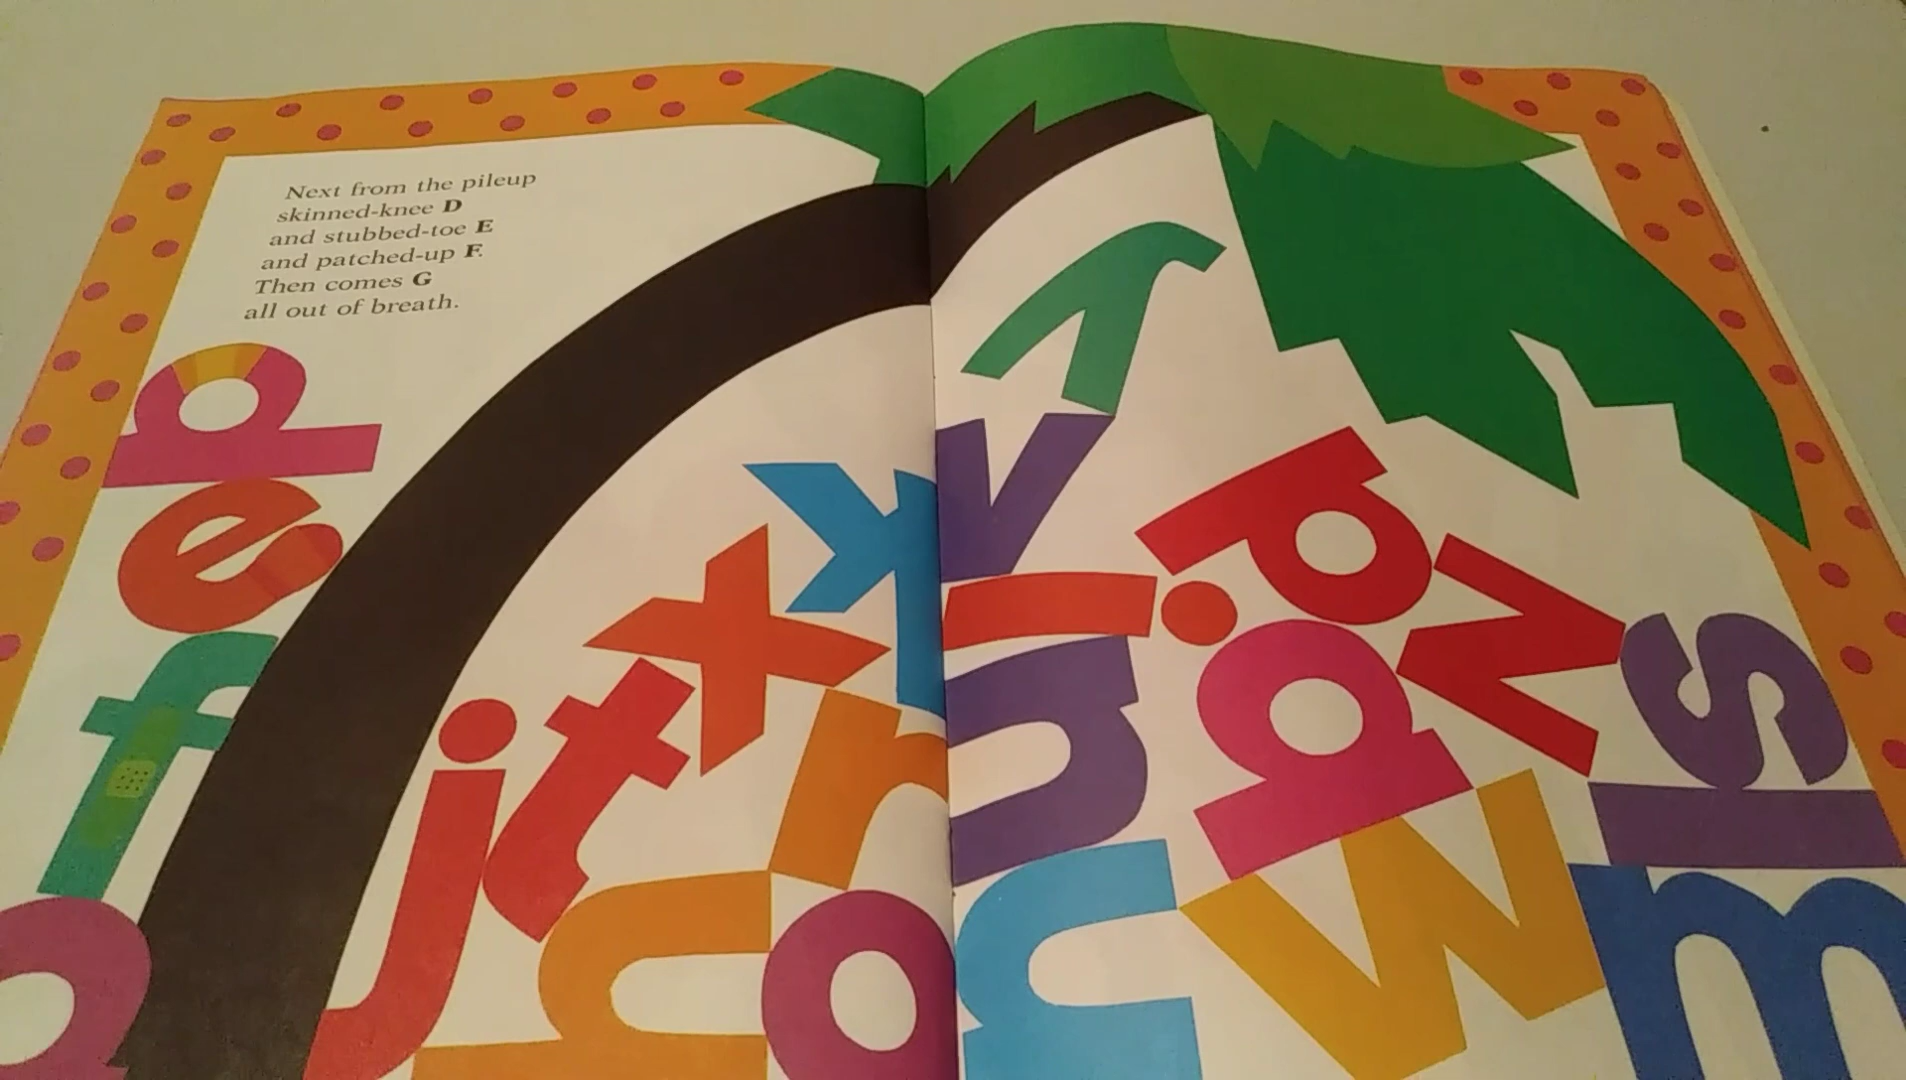 Next from the pileup
skinned-knee D
and stubbed-toe E
and patched-up F.
Then comes G
all out of breath.
d
e
f
g
j
t
x
k
r
h
o
y
v
i
u
n
p
q
z
w
s
l
m